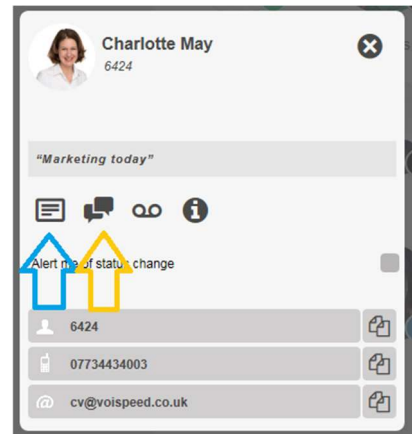 Charlotte May
6424
“Marketing today”
Alert me of status change
6424
07734434003
@ cv@voispeed.co.uk